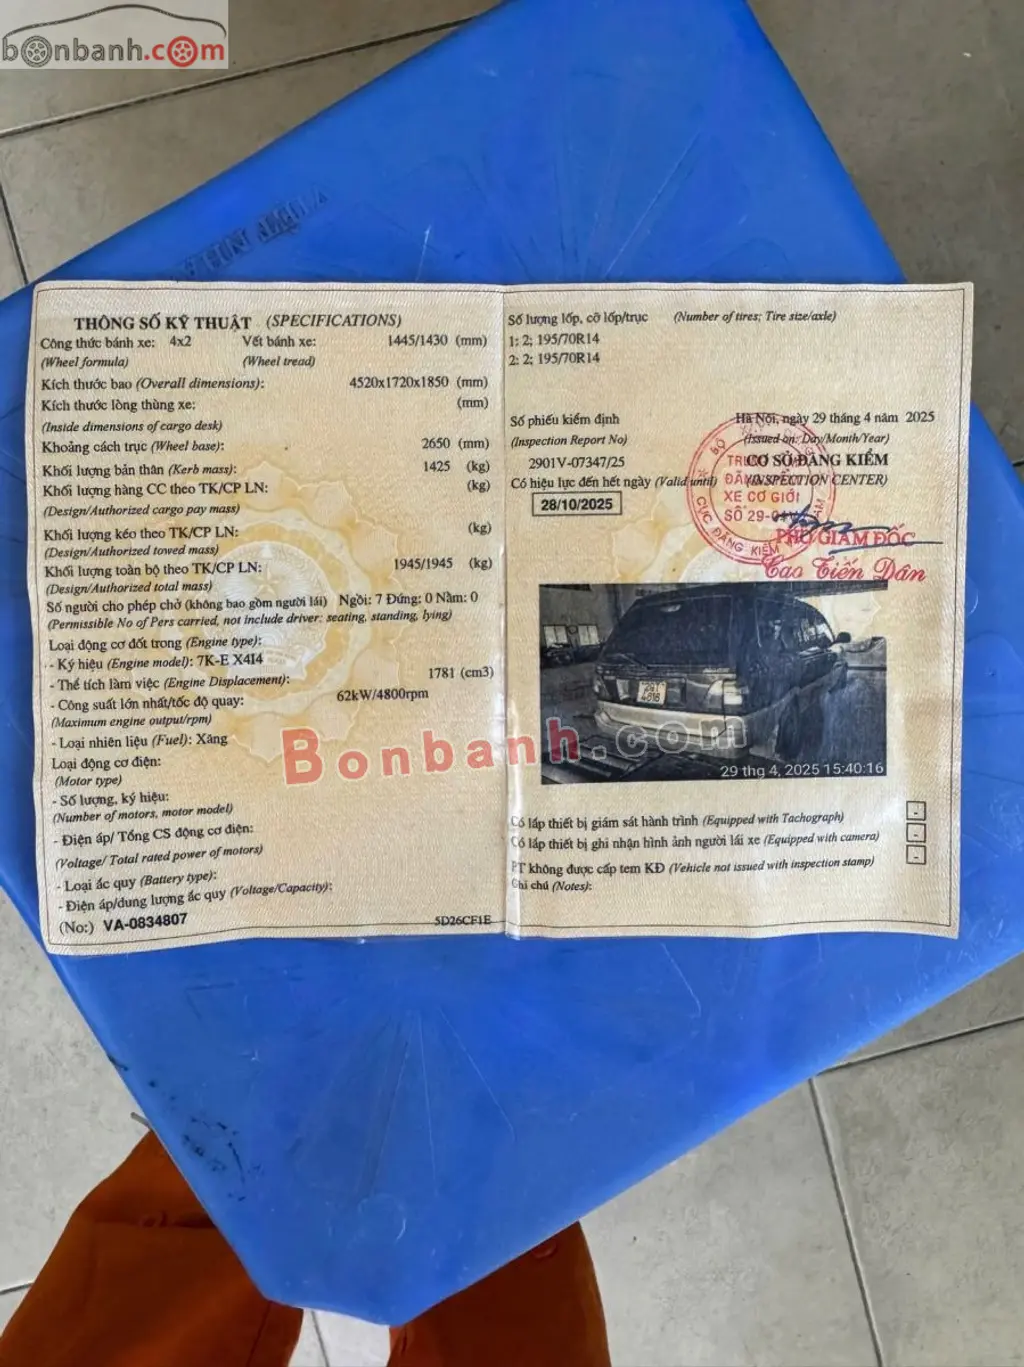 bonbanh.com
THÔNG SỐ KỸ THUẬT (SPECIFICATIONS)
Công thức bánh xe: 4x2 Vết bánh xe: 1445/1430 (mm)
(Wheel formula) (Wheel tread)
Kích thước bao (Overall dimensions): 4520x1720x1850 (mm)
Kích thước lòng thùng xe: (mm)
(Inside dimensions of cargo desk)
Khoảng cách trục (Wheel base): 2650 (mm)
Khối lượng bản thân (Kerb mass): 1425 (kg)
Khối lượng hàng CC theo TK/CP LN: (kg)
(Design/Authorized cargo pay mass)
Khối lượng kéo theo TK/CP LN: (kg)
(Design/Authorized towed mass)
Khối lượng toàn bộ theo TK/CP LN: 1945/1945 (kg)
(Design/Authorized total mass)
Số người cho phép chở (không bao gồm người lái) Ngồi: 7 Đứng: 0 Nằm: 0
(Permissible No of Pers carried, not include driver: seating, standing, lying)
Loại động cơ đốt trong (Engine type):
- Ký hiệu (Engine model): 7K-E X4I4
- Thể tích làm việc (Engine Displacement): 1781 (cm3)
- Công suất lớn nhất/tốc độ quay: 62kW/4800rpm
(Maximum engine output/rpm)
- Loại nhiên liệu (Fuel): Xăng
Loại động cơ điện:
(Motor type)
- Số lượng, ký hiệu:
(Number of motors, motor model)
- Điện áp/ Tổng CS động cơ điện:
(Voltage/ Total rated power of motors)
- Loại ắc quy (Battery type):
- Điện áp/dung lượng ắc quy (Voltage/Capacity):
(No:) VA-0834807 5D26CF1E
Số lượng lốp, cỡ lốp/trục (Number of tires; Tire size/axle)
1: 2; 195/70R14
2: 2; 195/70R14
Số phiếu kiểm định Hà Nội, ngày 29 tháng 4 năm 2025
(Inspection Report No) (Issued on: Day/Month/Year)
2901V-07347/25 CƠ SỞ ĐĂNG KIỂM
Có hiệu lực đến hết ngày (Valid until) (INSPECTION CENTER)
28/10/2025
XE CƠ GIỚI
CỤC ĐĂNG KIỂM
PHÓ GIÁM ĐỐC
Cao Tiến Dân
29 thg 4, 2025 15:40:16
Bonbanh.com
Có lắp thiết bị giám sát hành trình (Equipped with Tachograph) -
Có lắp thiết bị ghi nhận hình ảnh người lái xe (Equipped with camera) -
PT không được cấp tem KĐ (Vehicle not issued with inspection stamp) -
Ghi chú (Notes):